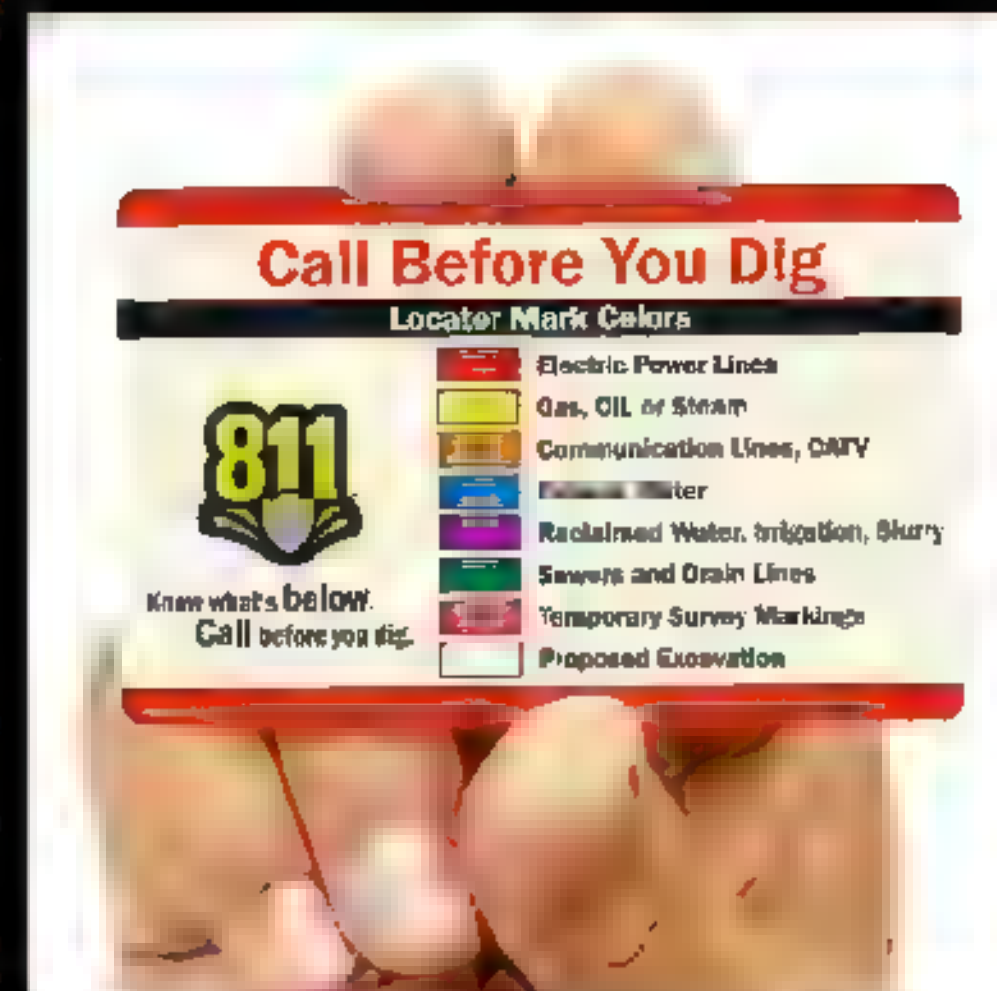 Call Before You Dig
Locator Mark Colors
Electric Power Lines
Gas, OIL or Steam
Communication Lines, CATV
Reclaimed Water, Irrigation, Slurry
Sewers and Drain Lines
Temporary Survey Markings
Proposed Excavation
811
Know what's below.
Call before you dig.